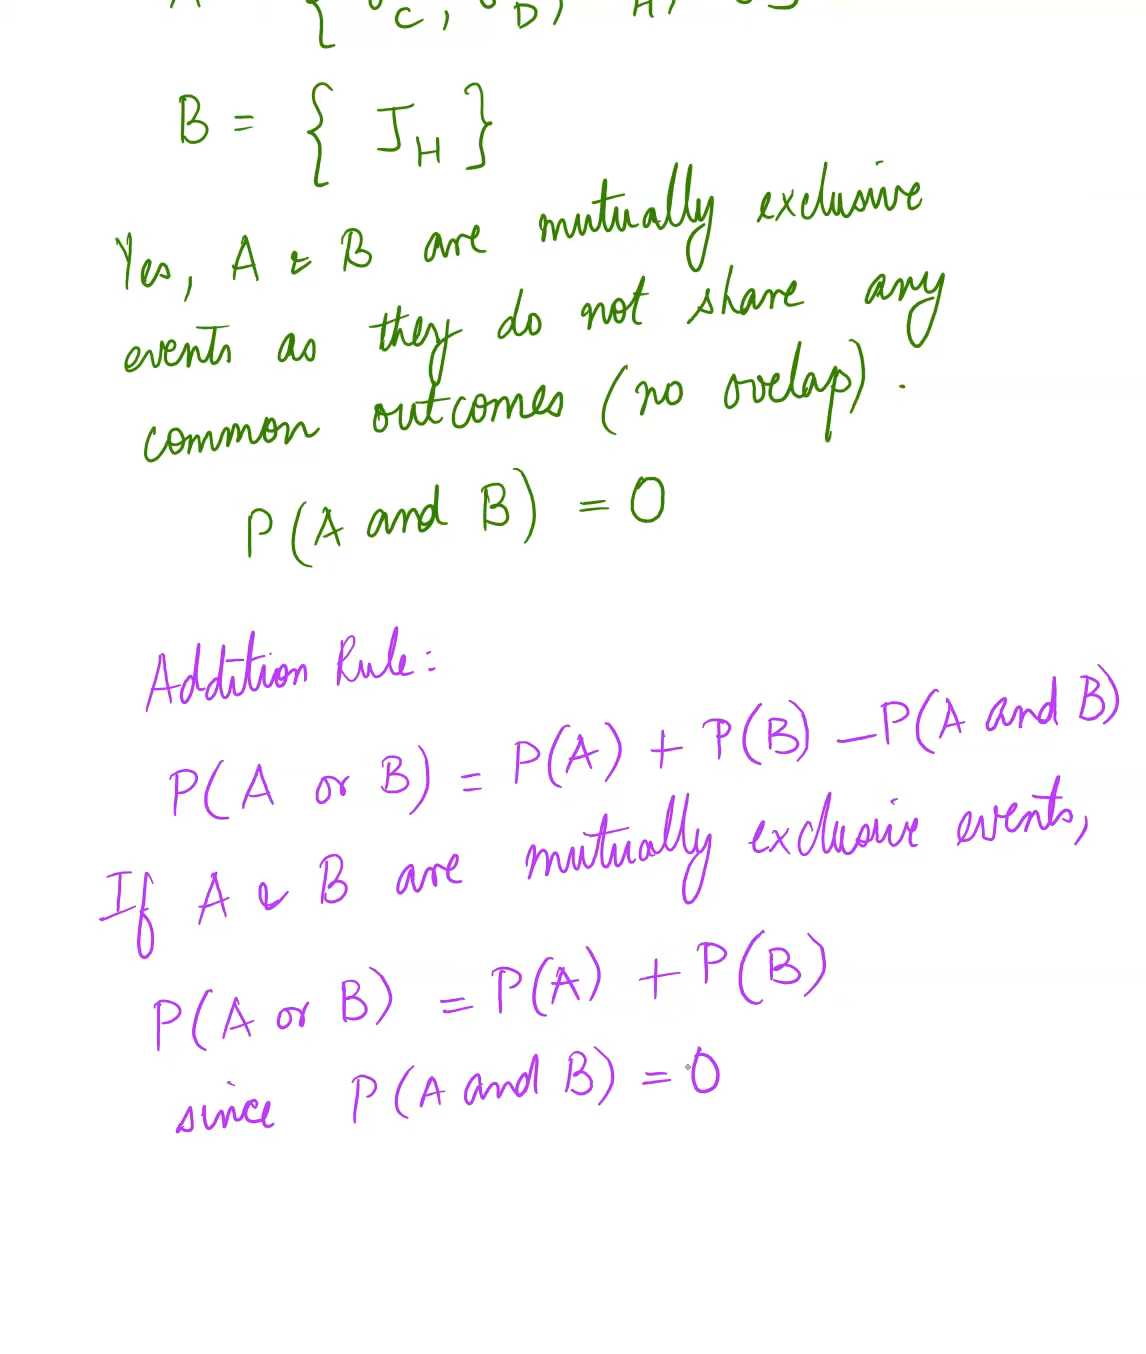 B = { J_H }
Yes, A & B are mutually exclusive
events as they do not share any
common outcomes (no ovelap).
P(A and B) = 0
Addition Rule:
P(A or B) = P(A) + P(B) - P(A and B)
If A & B are mutually exclusive events,
P(A or B) = P(A) + P(B)
since P(A and B) = 0